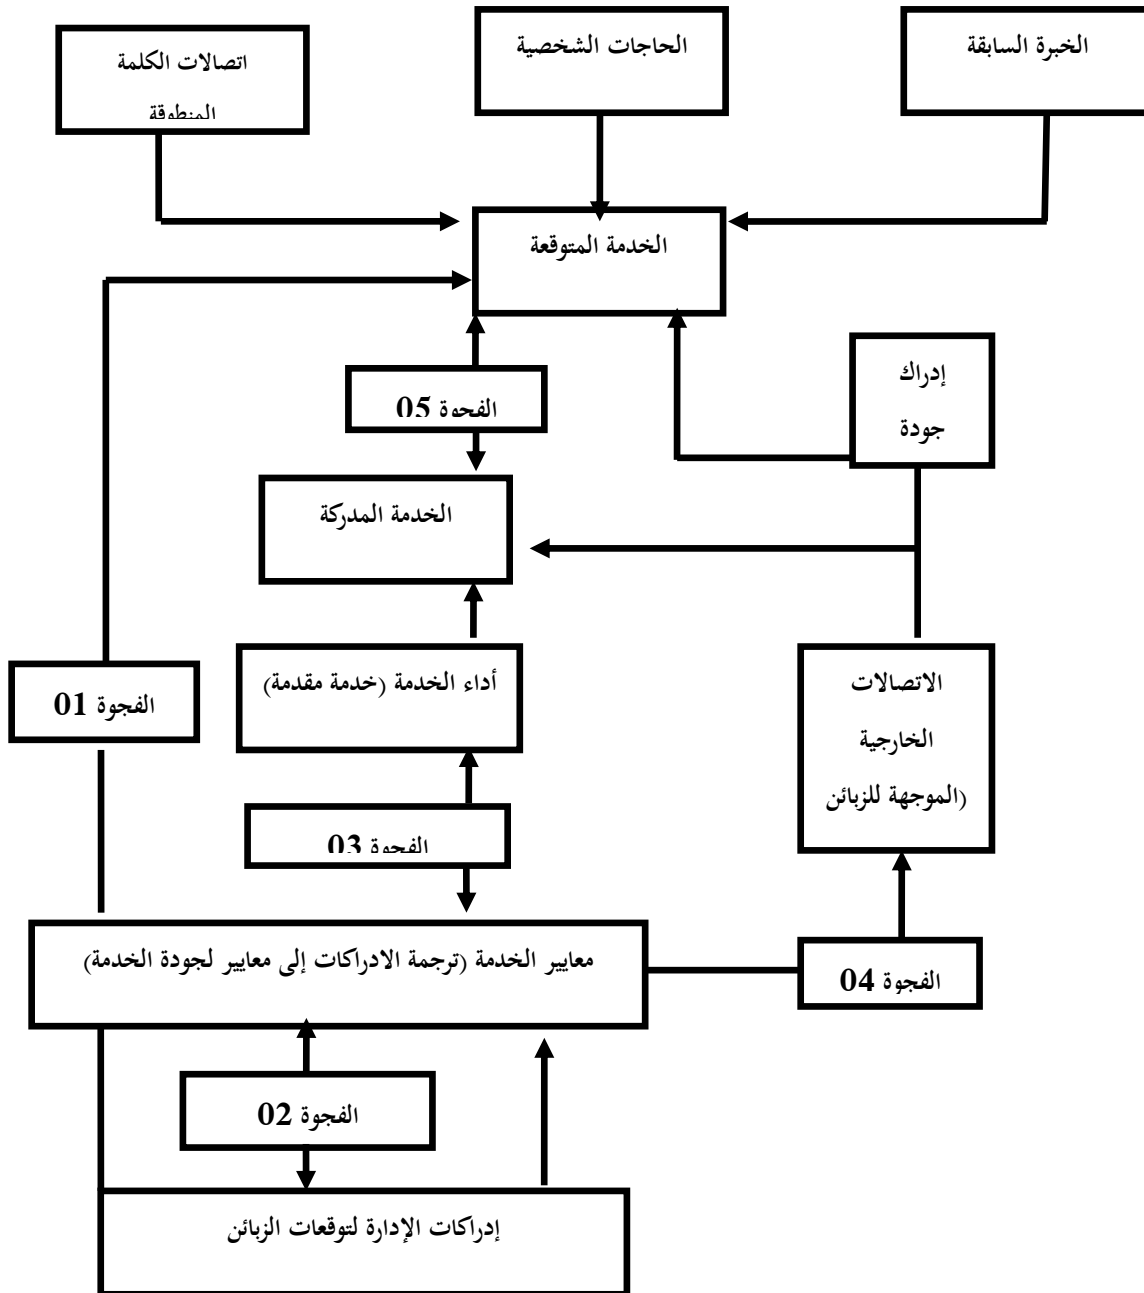 الخبرة السابقة
الحاجات الشخصية
اتصالات الكلمة
المنطوقة
الخدمة المتوقعة
إدراك
جودة
الفجوة 05
الخدمة المدركة
أداء الخدمة (خدمة مقدمة)
الاتصالات
الخارجية
(الموجهة للزبائن
الفجوة 01
الفجوة 03
معايير الخدمة (ترجمة الادراكات إلى معايير لجودة الخدمة)
الفجوة 04
الفجوة 02
إدراكات الإدارة لتوقعات الزبائن